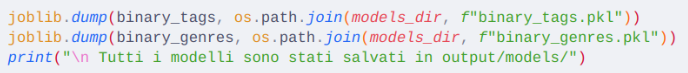 joblib.dump(binary_tags, os.path.join(models_dir, f"binary_tags.pkl"))
joblib.dump(binary_genres, os.path.join(models_dir, f"binary_genres.pkl"))
print("\n Tutti i modelli sono stati salvati in output/models/")